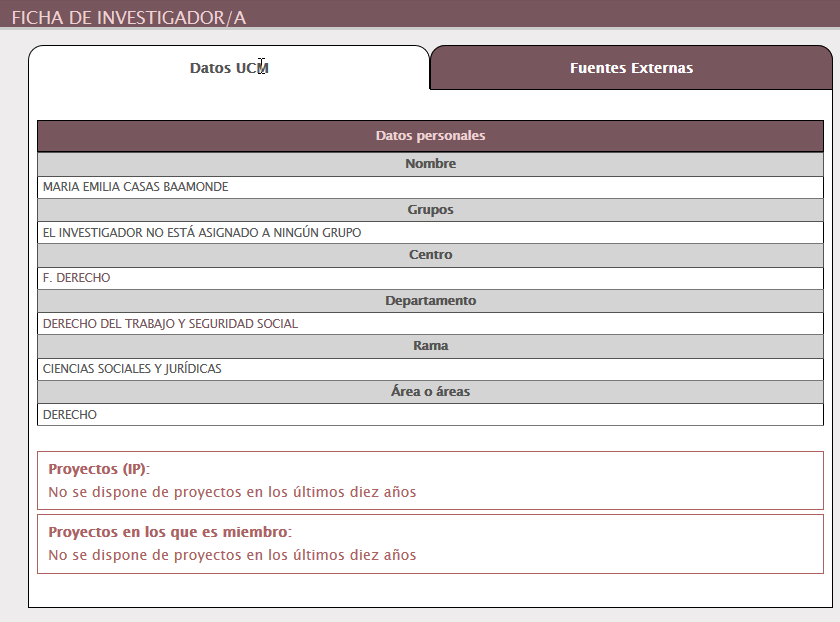 FICHA DE INVESTIGADOR/A
Datos UCM
Fuentes Externas
Datos personales
Nombre
MARIA EMILIA CASAS BAAMONDE
Grupos
EL INVESTIGADOR NO ESTÁ ASIGNADO A NINGÚN GRUPO
Centro
F. DERECHO
Departamento
DERECHO DEL TRABAJO Y SEGURIDAD SOCIAL
Rama
CIENCIAS SOCIALES Y JURÍDICAS
Área o áreas
DERECHO
Proyectos (IP):
No se dispone de proyectos en los últimos diez años
Proyectos en los que es miembro:
No se dispone de proyectos en los últimos diez años